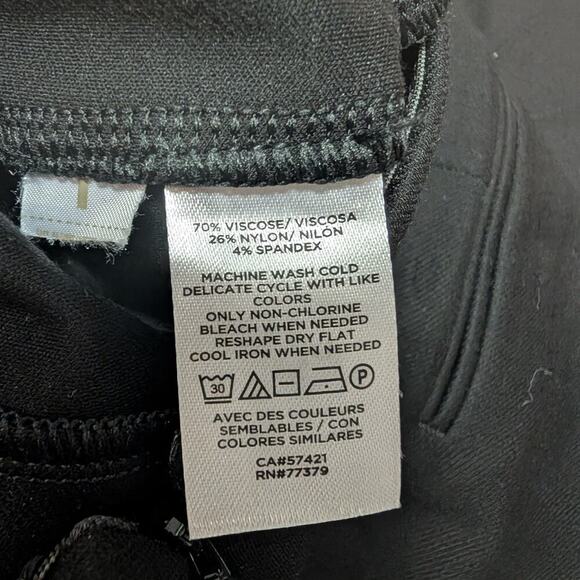 70% VISCOSE/ VISCOSA
26% NYLON/ NILÓN
4% SPANDEX
MACHINE WASH COLD
DELICATE CYCLE WITH LIKE
COLORS
ONLY NON-CHLORINE
BLEACH WHEN NEEDED
RESHAPE DRY FLAT
COOL IRON WHEN NEEDED
30 P
AVEC DES COULEURS
SEMBLABLES / CON
COLORES SIMILARES
CA#57421
RN#77379